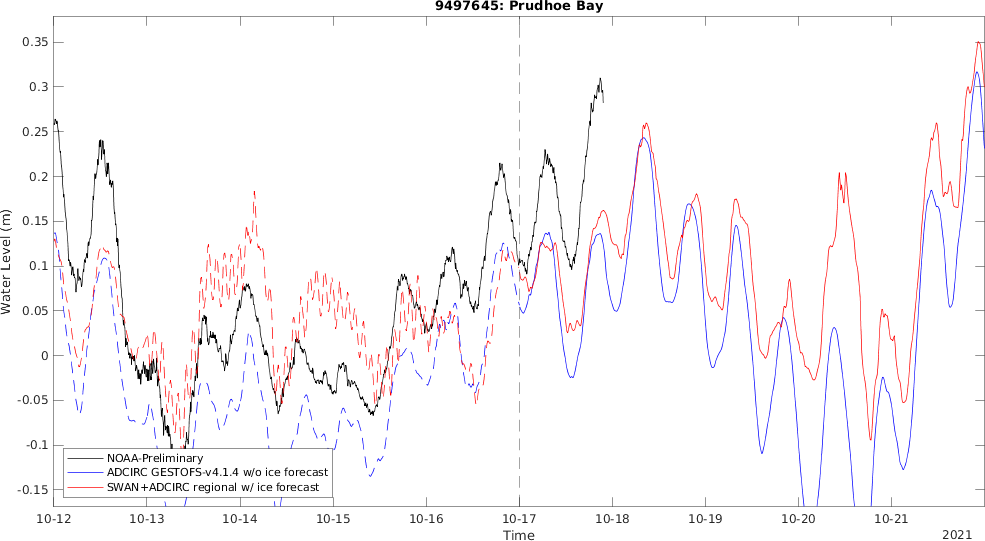 9497645: Prudhoe Bay
0.35
0.3
0.25
0.2
0.15
0.1
0.05
0
-0.05
-0.1
-0.15
Water Level (m)
NOAA-Preliminary
ADCIRC GESTOFS-v4.1.4 w/o ice forecast
SWAN+ADCIRC regional w/ ice forecast
10-12 10-13 10-14 10-15 10-16 10-17 10-18 10-19 10-20 10-21
Time
2021